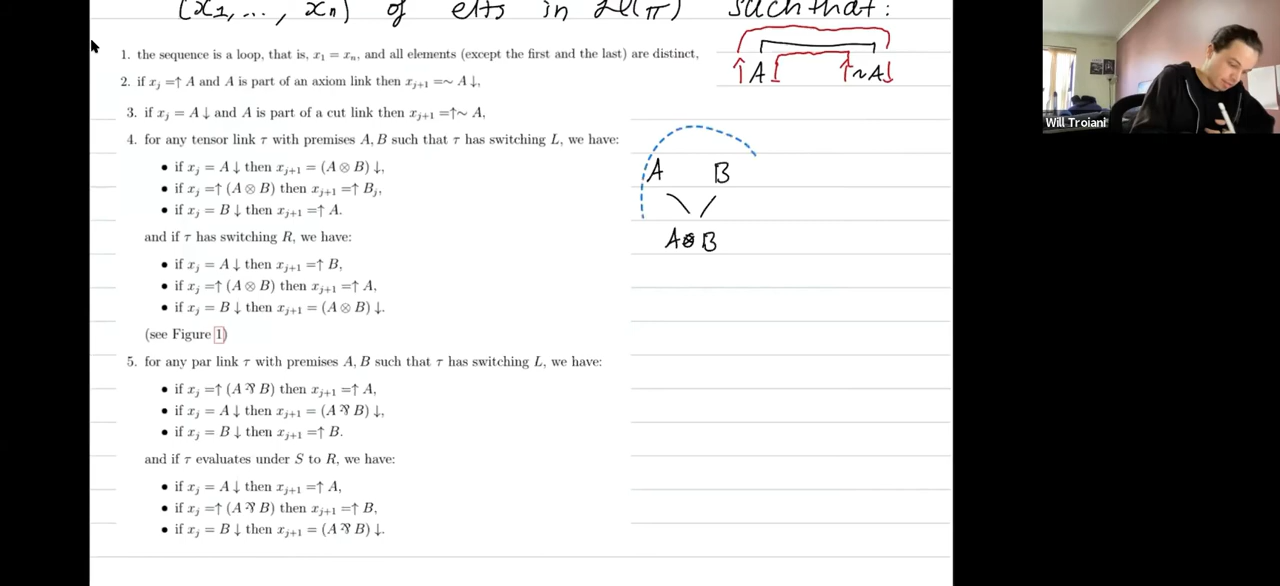 (x1, ..., xn) of elts in LU(π) such that:
1. the sequence is a loop, that is, x₁ = xₙ, and all elements (except the first and the last) are distinct,
2. if xⱼ =↑ A and A is part of an axiom link then xⱼ₊₁ =∼ A ↓,
3. if xⱼ = A ↓ and A is part of a cut link then xⱼ₊₁ =↑∼ A,
4. for any tensor link τ with premises A, B such that τ has switching L, we have:
• if xⱼ = A ↓ then xⱼ₊₁ = (A ⊗ B) ↓,
• if xⱼ =↑ (A ⊗ B) then xⱼ₊₁ =↑ Bⱼ,
• if xⱼ = B ↓ then xⱼ₊₁ =↑ A.
and if τ has switching R, we have:
• if xⱼ = A ↓ then xⱼ₊₁ =↑ B,
• if xⱼ =↑ (A ⊗ B) then xⱼ₊₁ =↑ A,
• if xⱼ = B ↓ then xⱼ₊₁ = (A ⊗ B) ↓.
(see Figure 1)
5. for any par link τ with premises A, B such that τ has switching L, we have:
• if xⱼ =↑ (A ⅋ B) then xⱼ₊₁ =↑ A,
• if xⱼ = A ↓ then xⱼ₊₁ = (A ⅋ B) ↓,
• if xⱼ = B ↓ then xⱼ₊₁ =↑ B.
and if τ evaluates under S to R, we have:
• if xⱼ = A ↓ then xⱼ₊₁ =↑ A,
• if xⱼ =↑ (A ⅋ B) then xⱼ₊₁ =↑ B,
• if xⱼ = B ↓ then xⱼ₊₁ = (A ⅋ B) ↓.
↑A↓ ↑∼A↓
A B
A⊗B
Will Troiani